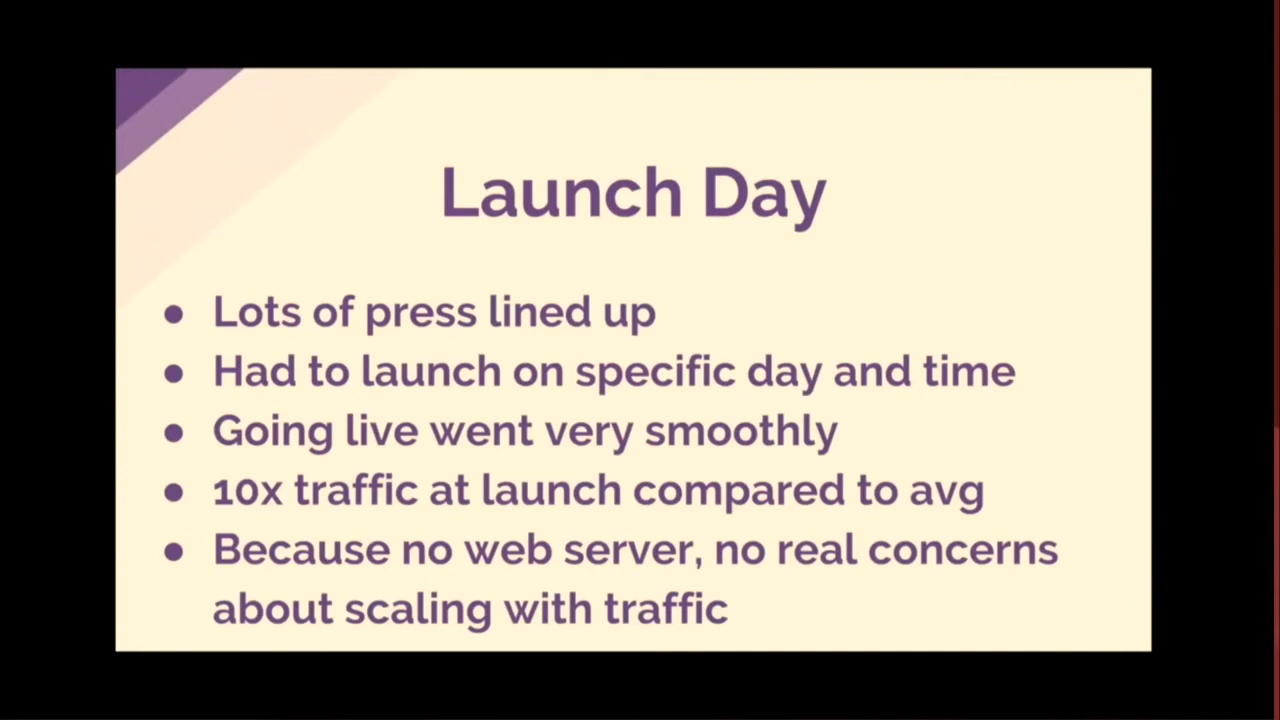 Launch Day
● Lots of press lined up
● Had to launch on specific day and time
● Going live went very smoothly
● 10x traffic at launch compared to avg
● Because no web server, no real concerns
about scaling with traffic